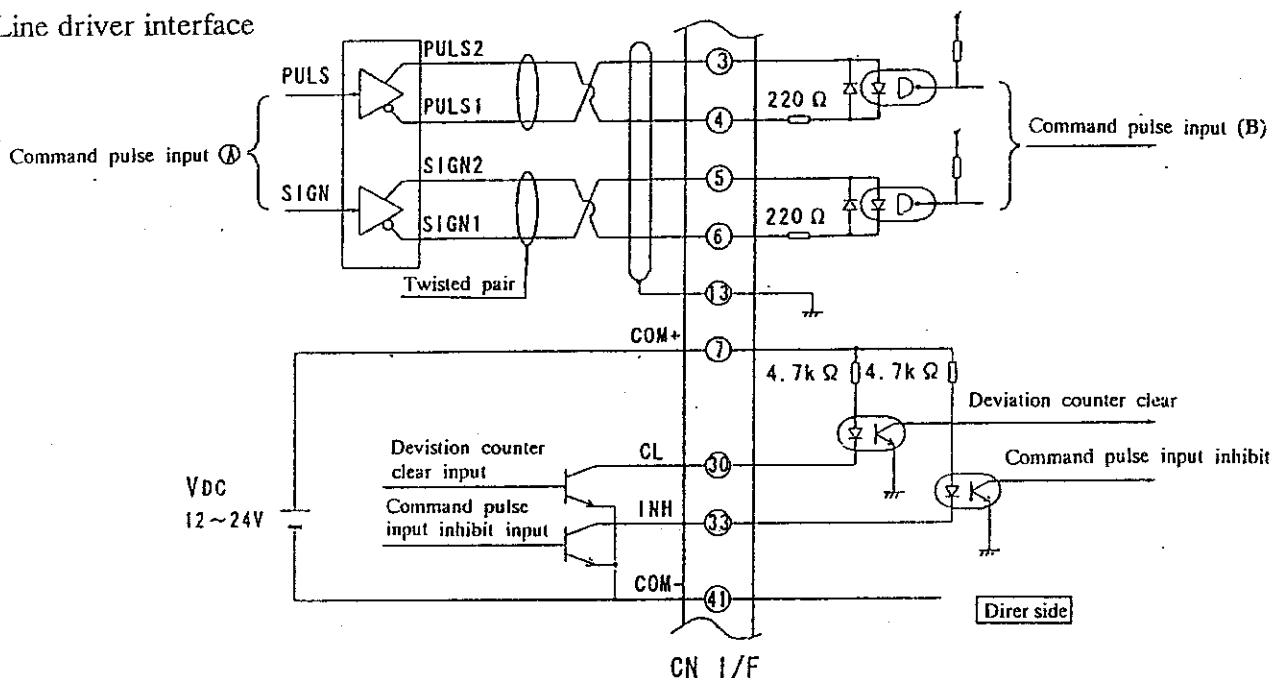 Line driver interface
PULS2
PULS
PULS1
Command pulse input Ⓐ
SIGN2
SIGN
SIGN1
Twisted pair
3
4
220 Ω
5
6
220 Ω
13
Command pulse input (B)
COM+
7
4.7k Ω 4.7k Ω
Deviation counter clear
Devistion counter
clear input
CL
30
Command pulse input inhibit
VDC
12～24V
Command pulse
input inhibit input
INH
33
COM-
41
Direr side
CN I/F